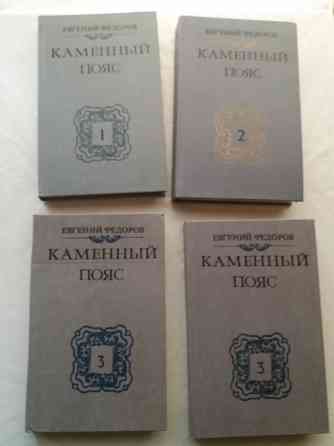 ЕВГЕНИЙ ФЕДОРОВ
КАМЕННЫЙ
ПОЯС
1
ЕВГЕНИЙ ФЕДОРОВ
КАМЕННЫЙ
ПОЯС
2
ЕВГЕНИЙ ФЕДОРОВ
КАМЕННЫЙ
ПОЯС
3
ЕВГЕНИЙ ФЕДОРОВ
КАМЕННЫЙ
ПОЯС
3